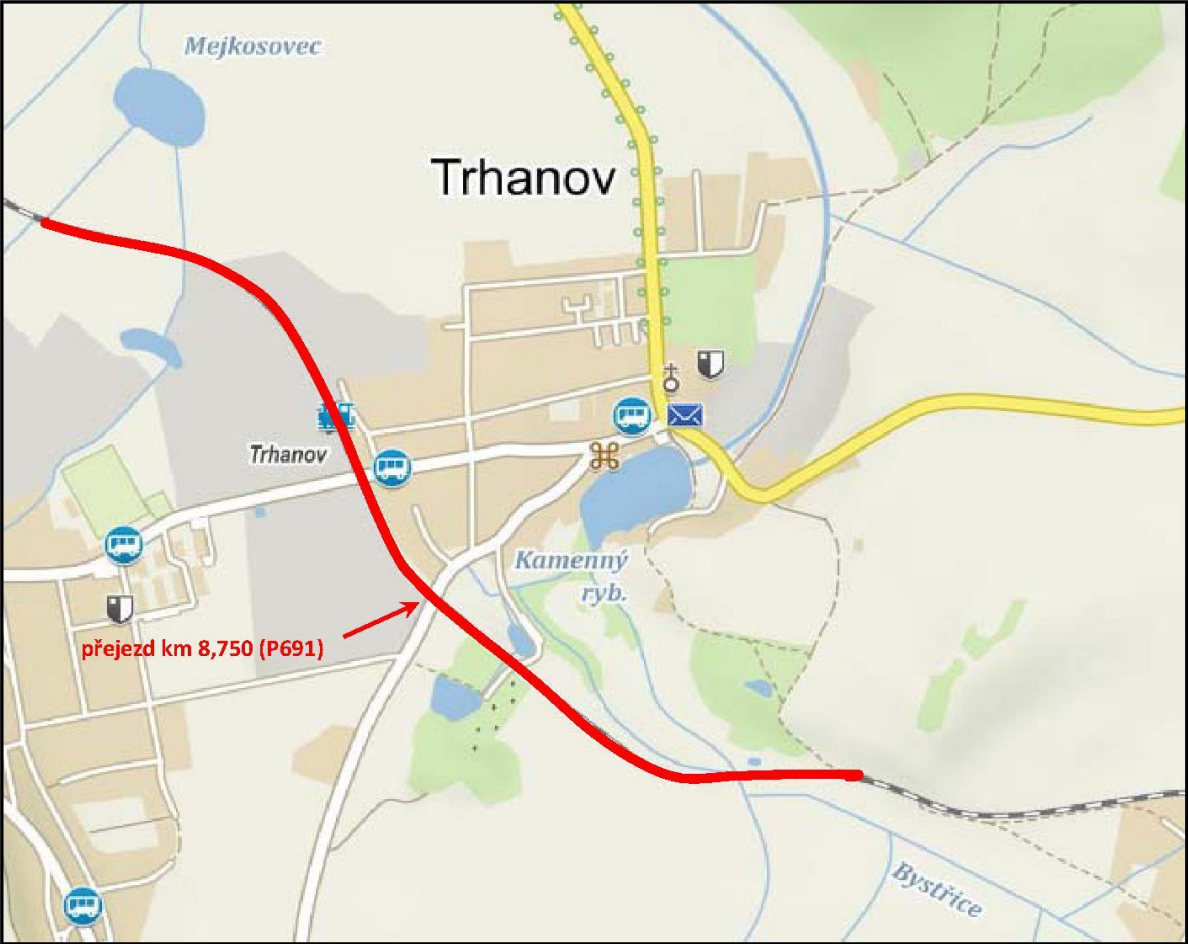 Mejkosovec
Trhanov
Trhanov
Kamenný
ryb.
přejezd km 8,750 (P691)
Bystřice